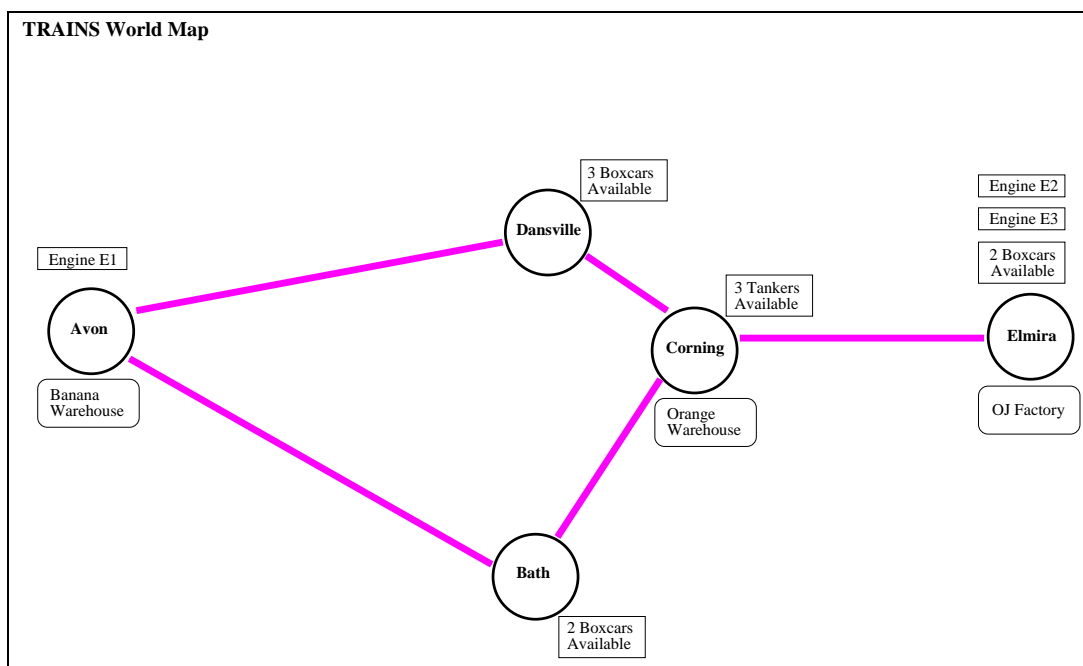 TRAINS World Map
3 Boxcars
Available
Engine E2
Engine E3
Dansville
2 Boxcars
Available
Engine E1
3 Tankers
Available
Avon
Corning
Elmira
Banana
Warehouse
Orange
Warehouse
OJ Factory
Bath
2 Boxcars
Available